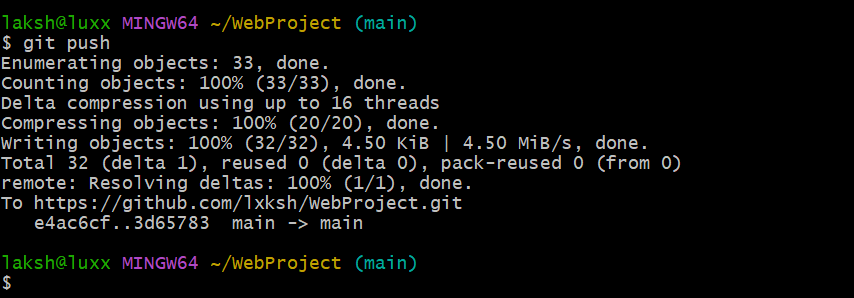 laksh@luxx MINGW64 ~/WebProject (main)
$ git push
Enumerating objects: 33, done.
Counting objects: 100% (33/33), done.
Delta compression using up to 16 threads
Compressing objects: 100% (20/20), done.
Writing objects: 100% (32/32), 4.50 KiB | 4.50 MiB/s, done.
Total 32 (delta 1), reused 0 (delta 0), pack-reused 0 (from 0)
remote: Resolving deltas: 100% (1/1), done.
To https://github.com/lxksh/WebProject.git
   e4ac6cf..3d65783  main -> main
laksh@luxx MINGW64 ~/WebProject (main)
$